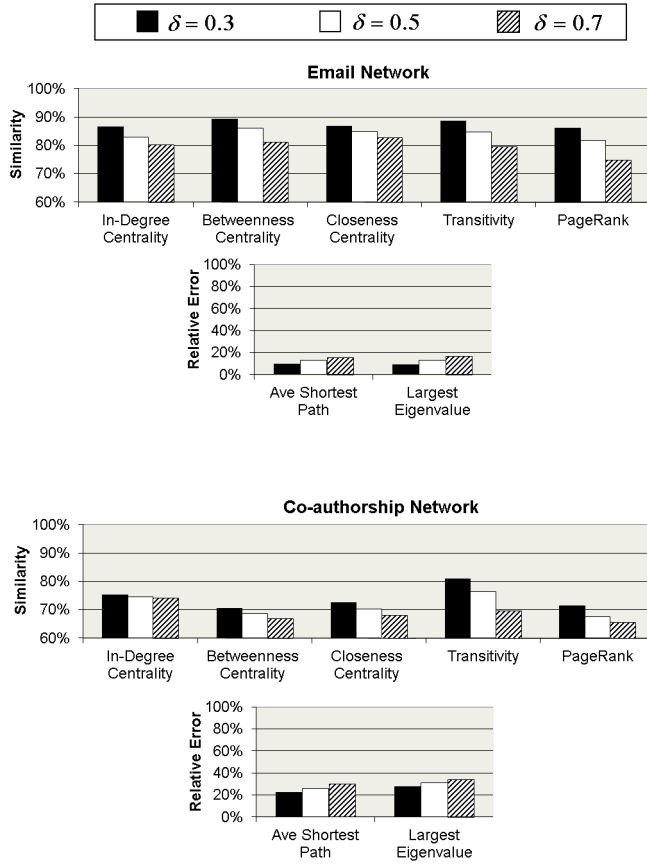 δ = 0.3 δ = 0.5 δ = 0.7
Email Network
Similarity
100%
90%
80%
70%
60%
In-Degree Centrality
Betweenness Centrality
Closeness Centrality
Transitivity
PageRank
Relative Error
100%
80%
60%
40%
20%
0%
Ave Shortest Path
Largest Eigenvalue
Co-authorship Network
Similarity
100%
90%
80%
70%
60%
In-Degree Centrality
Betweenness Centrality
Closeness Centrality
Transitivity
PageRank
Relative Error
100%
80%
60%
40%
20%
0%
Ave Shortest Path
Largest Eigenvalue